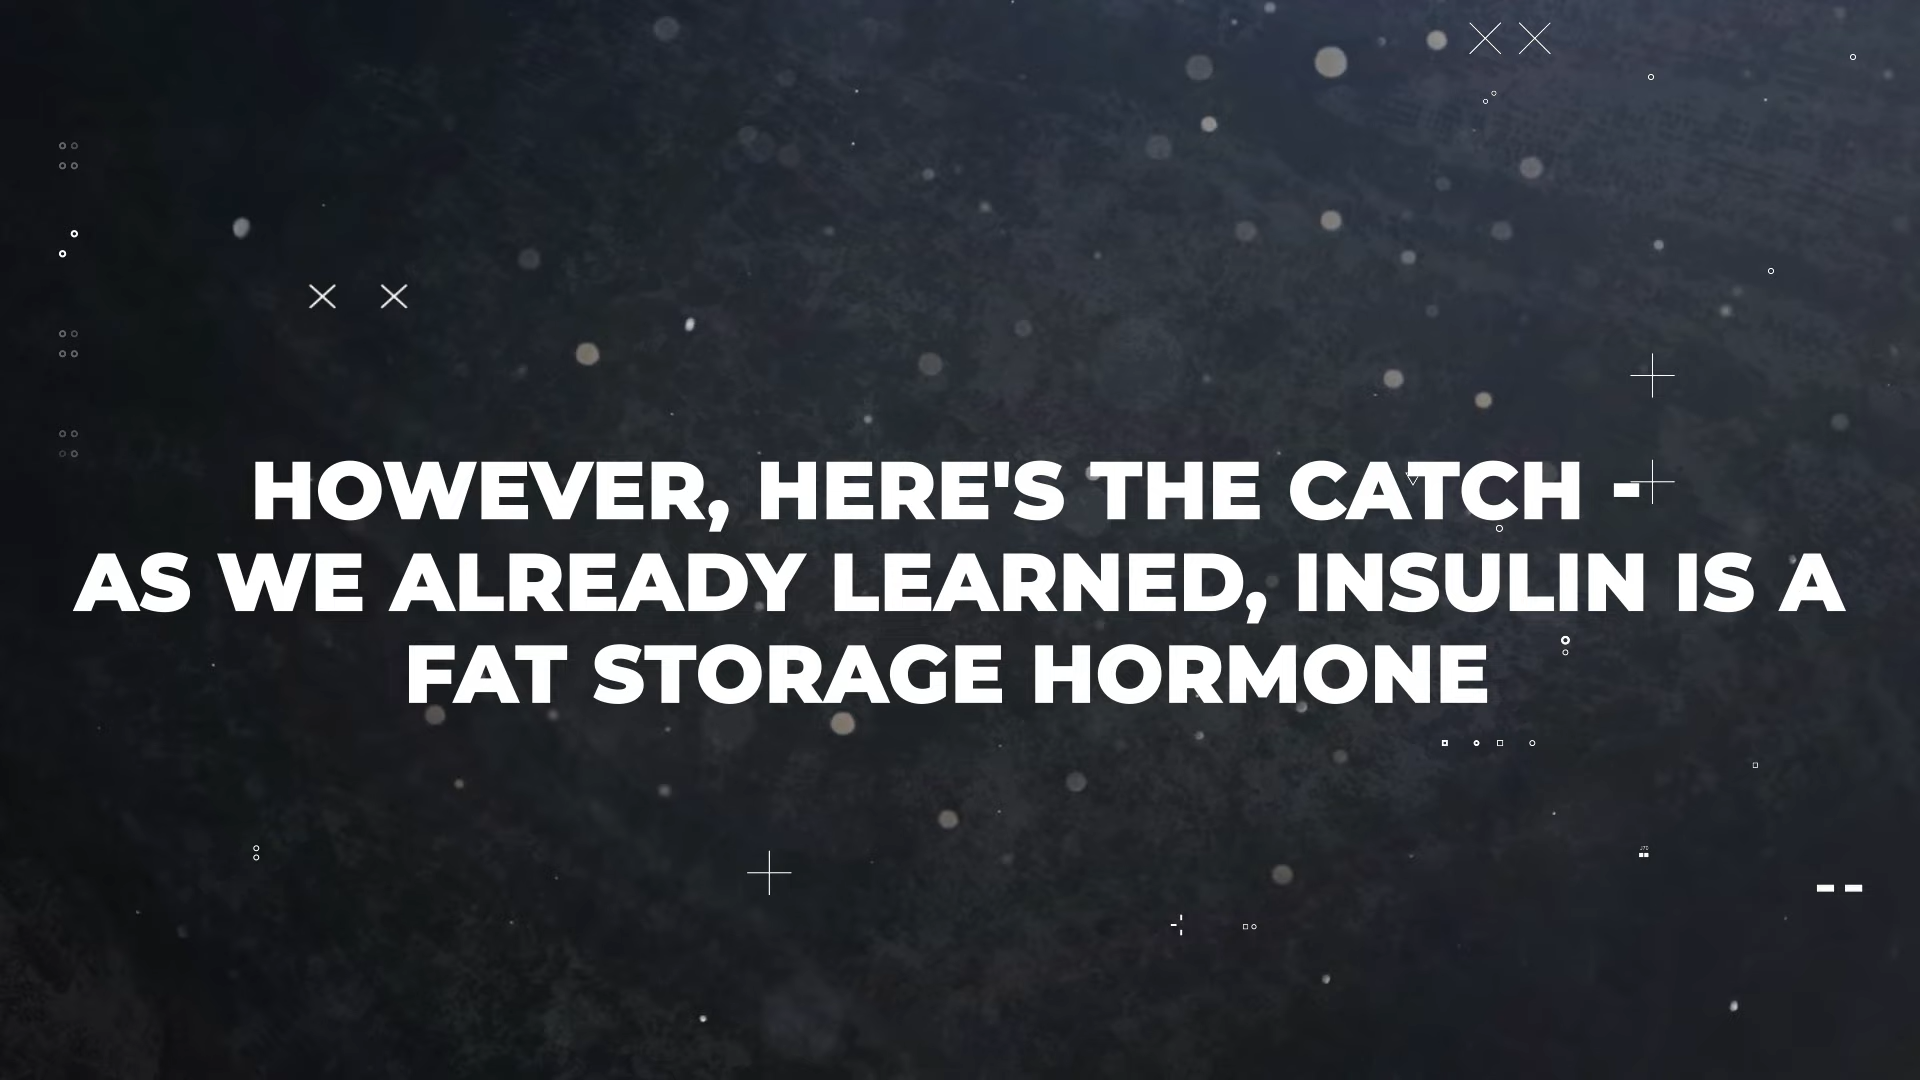 HOWEVER, HERE'S THE CATCH -
AS WE ALREADY LEARNED, INSULIN IS A
FAT STORAGE HORMONE